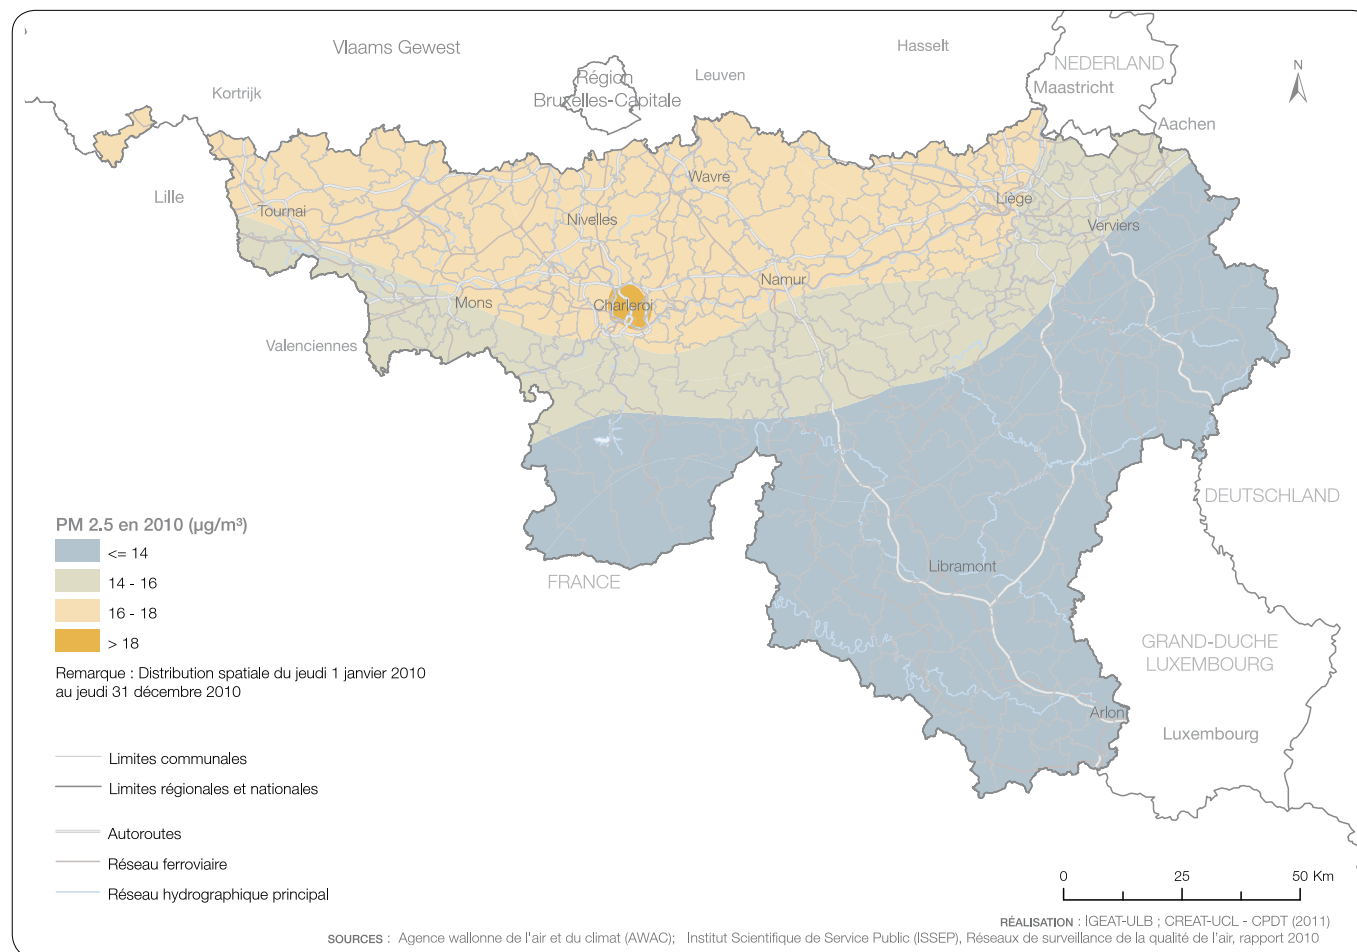 Vlaams Gewest
Hasselt
NEDERLAND
Maastricht
N
Région
Bruxelles-Capitale
Leuven
Kortrijk
Aachen
Lille
Tournai
Wavre
Nivelles
Liège
Verviers
Namur
Mons
Charleroi
Valenciennes
DEUTSCHLAND
PM 2.5 en 2010 (µg/m³)
<= 14
14 - 16
16 - 18
> 18
Remarque : Distribution spatiale du jeudi 1 janvier 2010
au jeudi 31 décembre 2010
FRANCE
Libramont
GRAND-DUCHE
LUXEMBOURG
Arlon
Luxembourg
Limites communales
Limites régionales et nationales
Autoroutes
Réseau ferroviaire
Réseau hydrographique principal
0 25 50 Km
RÉALISATION : IGEAT-ULB ; CREAT-UCL - CPDT (2011)
SOURCES : Agence wallonne de l'air et du climat (AWAC); Institut Scientifique de Service Public (ISSEP), Réseaux de surveillance de la qualité de l'air, rapport 2010